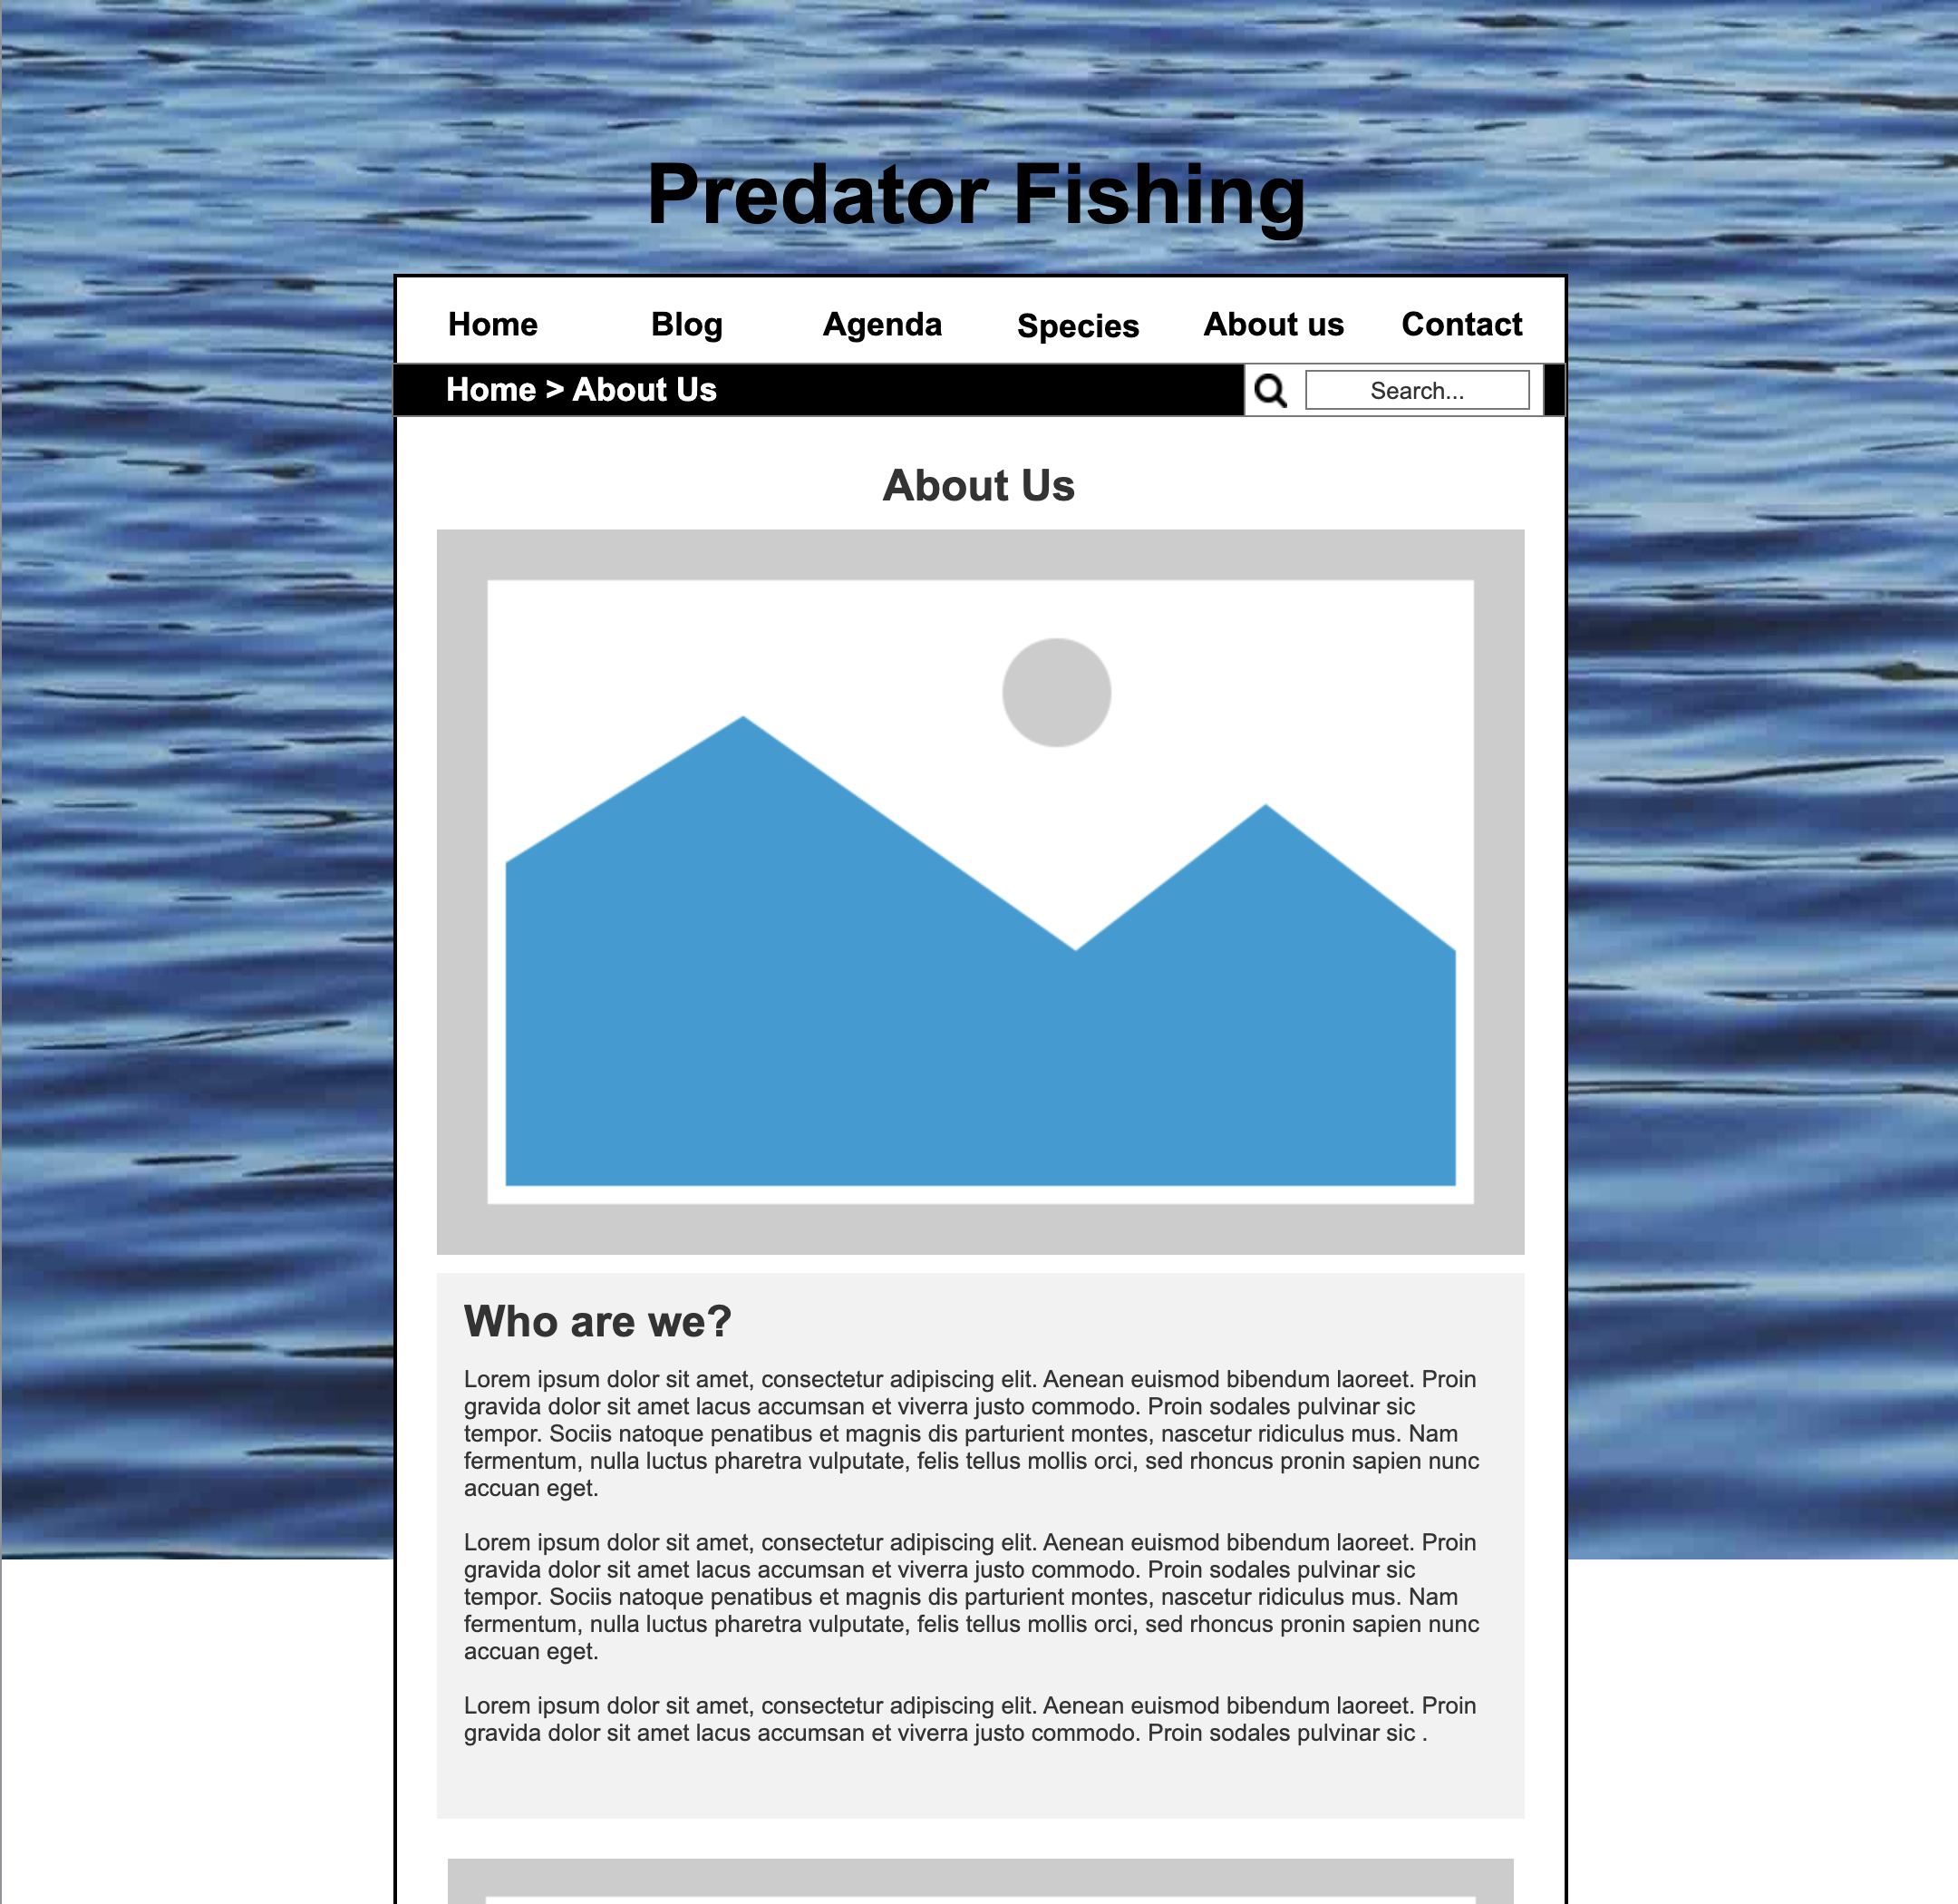 Predator Fishing
Home Blog Agenda Species About us Contact
Home > About Us Search...
About Us
Who are we?
Lorem ipsum dolor sit amet, consectetur adipiscing elit. Aenean euismod bibendum laoreet. Proin
gravida dolor sit amet lacus accumsan et viverra justo commodo. Proin sodales pulvinar sic
tempor. Sociis natoque penatibus et magnis dis parturient montes, nascetur ridiculus mus. Nam
fermentum, nulla luctus pharetra vulputate, felis tellus mollis orci, sed rhoncus pronin sapien nunc
accuan eget.
Lorem ipsum dolor sit amet, consectetur adipiscing elit. Aenean euismod bibendum laoreet. Proin
gravida dolor sit amet lacus accumsan et viverra justo commodo. Proin sodales pulvinar sic
tempor. Sociis natoque penatibus et magnis dis parturient montes, nascetur ridiculus mus. Nam
fermentum, nulla luctus pharetra vulputate, felis tellus mollis orci, sed rhoncus pronin sapien nunc
accuan eget.
Lorem ipsum dolor sit amet, consectetur adipiscing elit. Aenean euismod bibendum laoreet. Proin
gravida dolor sit amet lacus accumsan et viverra justo commodo. Proin sodales pulvinar sic .